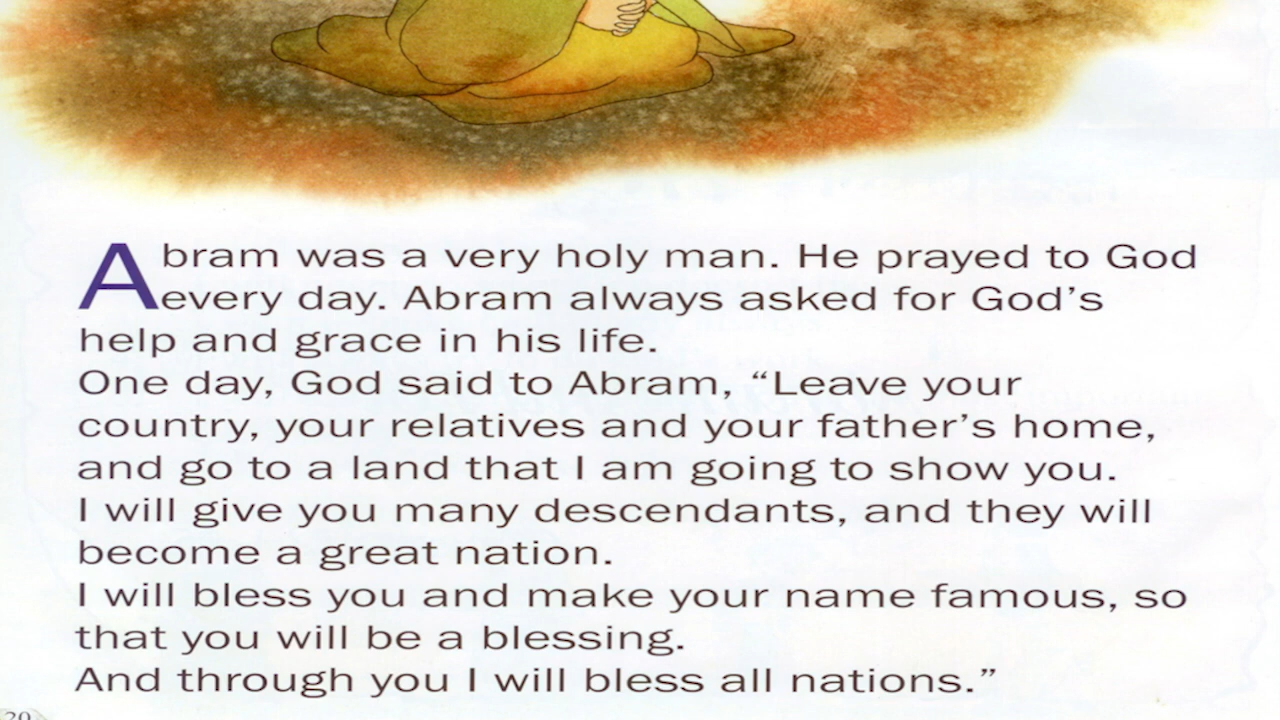 Abram was a very holy man. He prayed to God
every day. Abram always asked for God's
help and grace in his life.
One day, God said to Abram, “Leave your
country, your relatives and your father's home,
and go to a land that I am going to show you.
I will give you many descendants, and they will
become a great nation.
I will bless you and make your name famous, so
that you will be a blessing.
And through you I will bless all nations.”
20